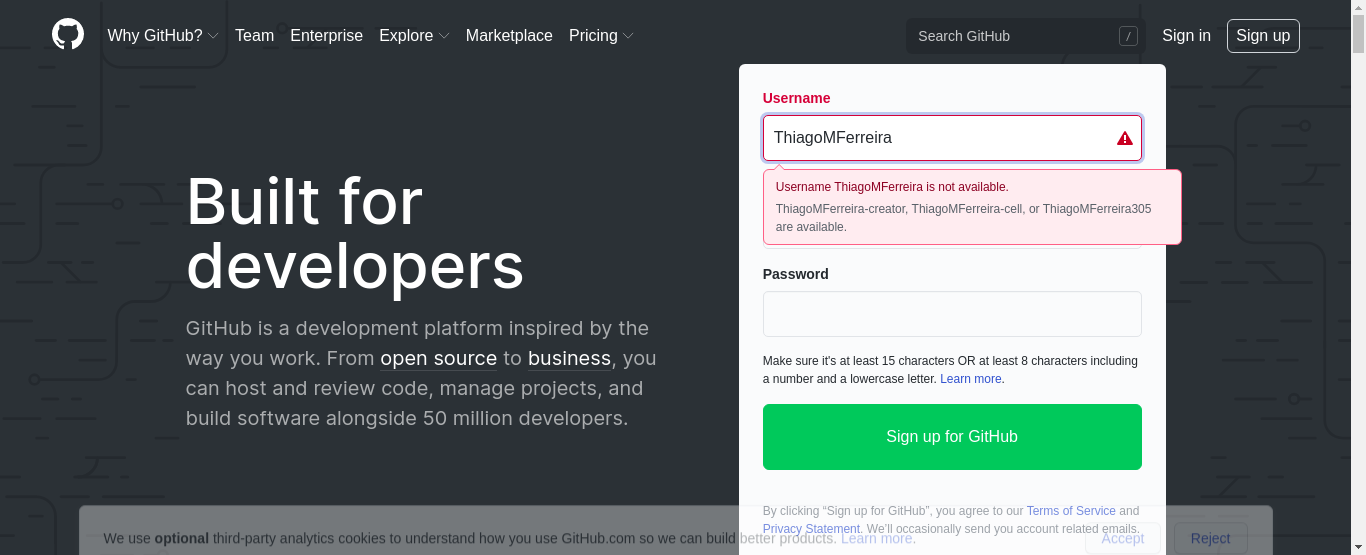 Why GitHub? Team Enterprise Explore Marketplace Pricing Search GitHub / Sign in Sign up
Built for
developers
GitHub is a development platform inspired by the
way you work. From open source to business, you
can host and review code, manage projects, and
build software alongside 50 million developers.
Username
ThiagoMFerreira
Username ThiagoMFerreira is not available.
ThiagoMFerreira-creator, ThiagoMFerreira-cell, or ThiagoMFerreira305
are available.
Password
Make sure it's at least 15 characters OR at least 8 characters including
a number and a lowercase letter. Learn more.
Sign up for GitHub
By clicking “Sign up for GitHub”, you agree to our Terms of Service and
Privacy Statement. We’ll occasionally send you account related emails.
We use optional third-party analytics cookies to understand how you use GitHub.com so we can build better products. Learn more.
Accept Reject